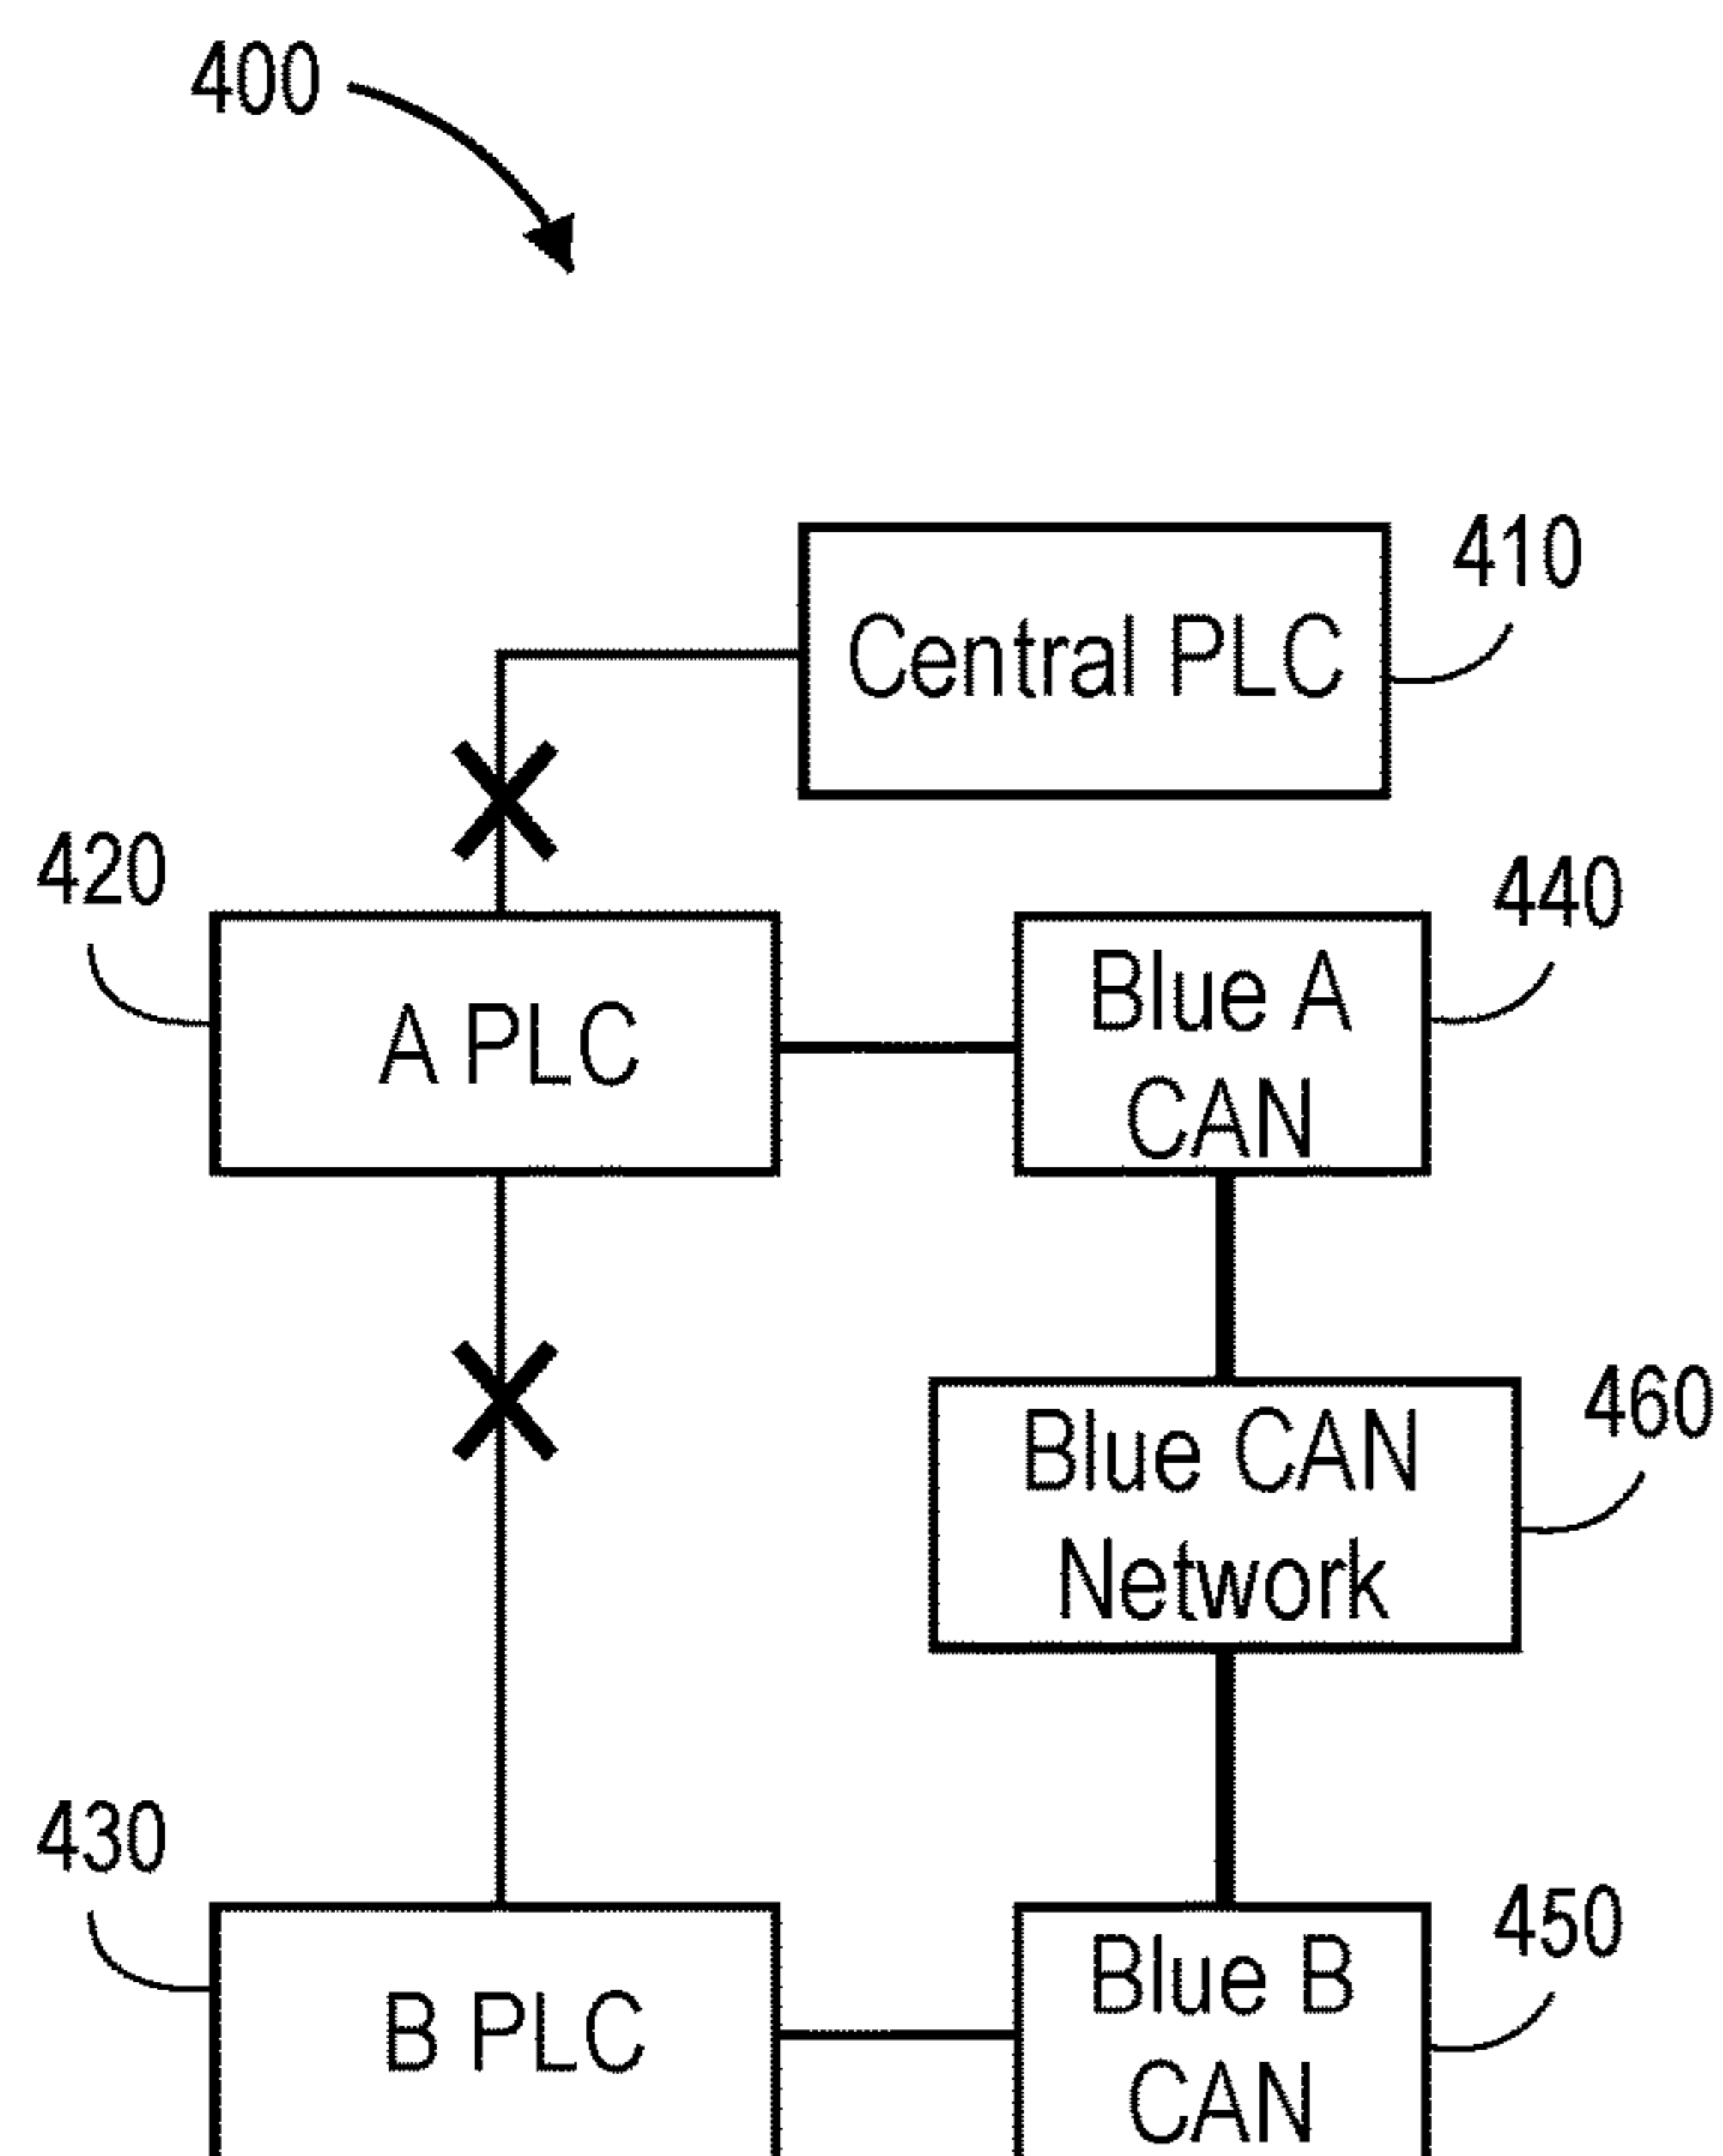 400
410
Central PLC
420
440
A PLC
Blue A
CAN
460
Blue CAN
Network
430
450
B PLC
Blue B
CAN